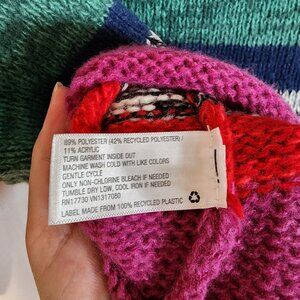 89% POLYESTER (42% RECYCLED POLYESTER) /
11% ACRYLIC
TURN GARMENT INSIDE OUT
MACHINE WASH COLD WITH LIKE COLORS
GENTLE CYCLE
ONLY NON-CHLORINE BLEACH IF NEEDED
TUMBLE DRY LOW, COOL IRON IF NEEDED
RN17730 VN1317080
LABEL MADE FROM 100% RECYCLED PLASTIC